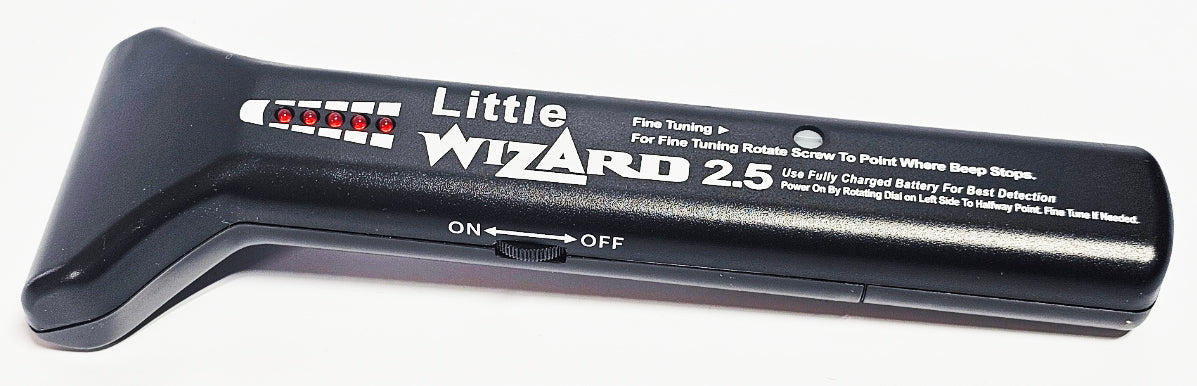 Little
WIZARD 2.5
Fine Tuning ►
For Fine Tuning Rotate Screw To Point Where Beep Stops.
Use Fully Charged Battery For Best Detection
Power On By Rotating Dial on Left Side To Halfway Point. Fine Tune If Needed.
ON OFF